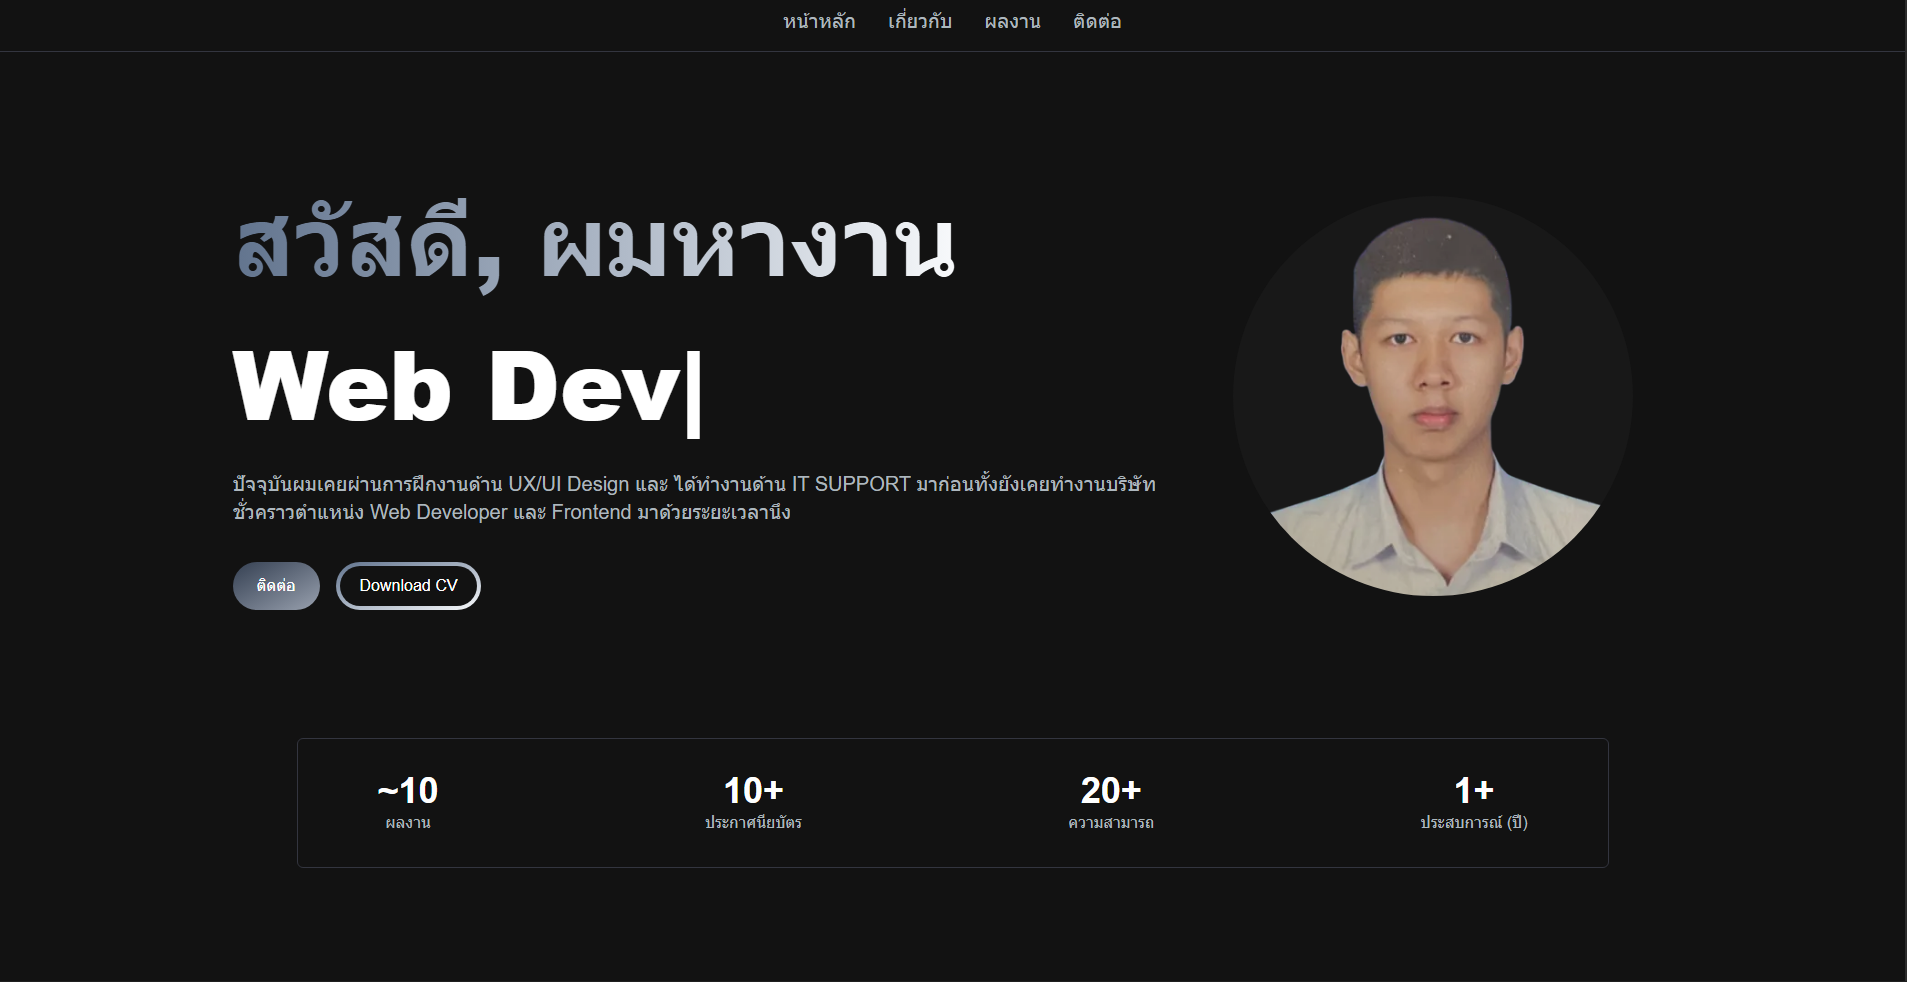 หน้าหลัก เกี่ยวกับ ผลงาน ติดต่อ
สวัสดี, ผมหางาน
Web Dev|
ปัจจุบันผมเคยผ่านการฝึกงานด้าน UX/UI Design และ ได้ทำงานด้าน IT SUPPORT มาก่อนทั้งยังเคยทำงานบริษัท
ชั่วคราวตำแหน่ง Web Developer และ Frontend มาด้วยระยะเวลานึง
ติดต่อ Download CV
~10 10+ 20+ 1+
ผลงาน ประกาศนียบัตร ความสามารถ ประสบการณ์ (ปี)